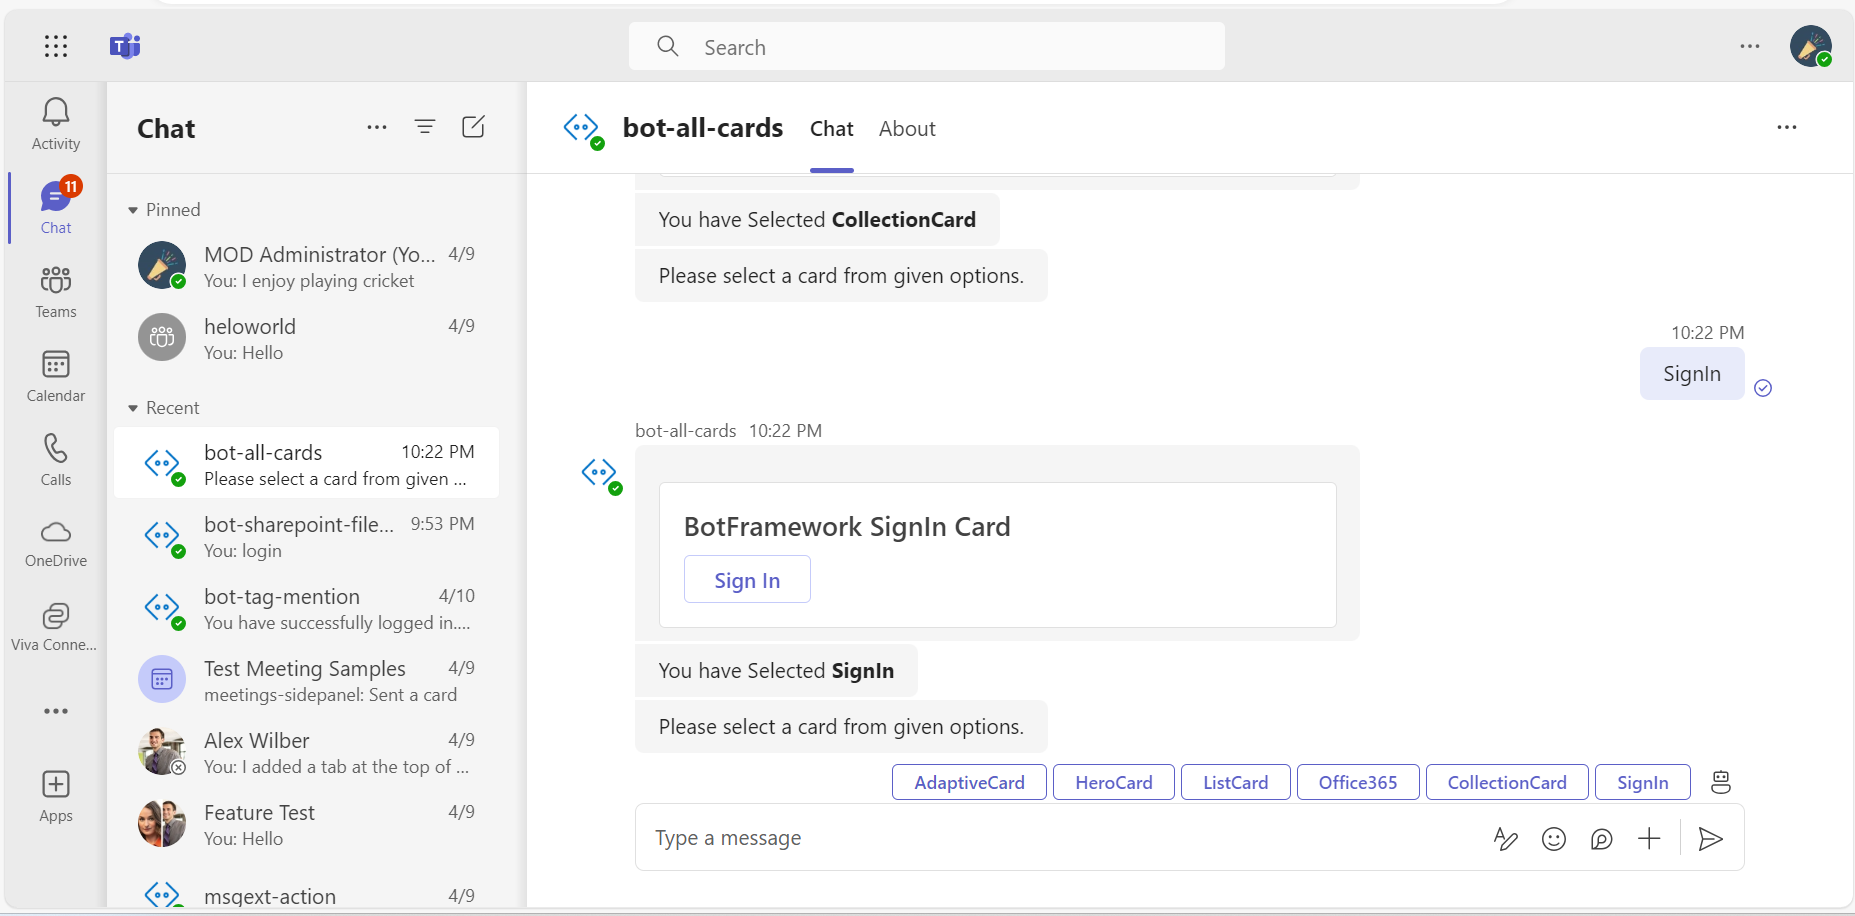 Search
Activity
11
Chat
Teams
Calendar
Calls
OneDrive
Viva Conne...
Apps
Chat
Pinned
MOD Administrator (Yo... 4/9
You: I enjoy playing cricket
heloworld 4/9
You: Hello
Recent
bot-all-cards 10:22 PM
Please select a card from given ...
bot-sharepoint-file... 9:53 PM
You: login
bot-tag-mention 4/10
You have successfully logged in....
Test Meeting Samples 4/9
meetings-sidepanel: Sent a card
Alex Wilber 4/9
You: I added a tab at the top of ...
Feature Test 4/9
You: Hello
msgext-action 4/9
bot-all-cards Chat About
You have Selected CollectionCard
Please select a card from given options.
10:22 PM
SignIn
bot-all-cards 10:22 PM
BotFramework SignIn Card
Sign In
You have Selected SignIn
Please select a card from given options.
AdaptiveCard HeroCard ListCard Office365 CollectionCard SignIn
Type a message